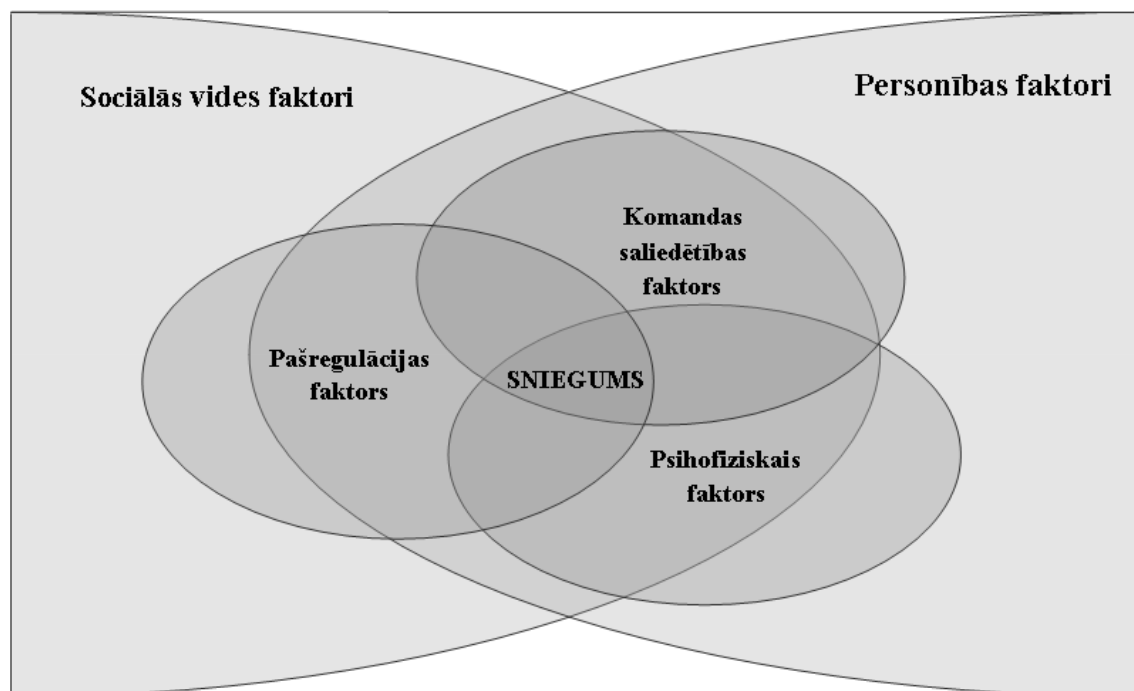 Sociālās vides faktori
Personības faktori
Komandas
saliedētības
faktors
Pašregulācijas
faktors
SNIEGUMS
Psihofiziskais
faktors